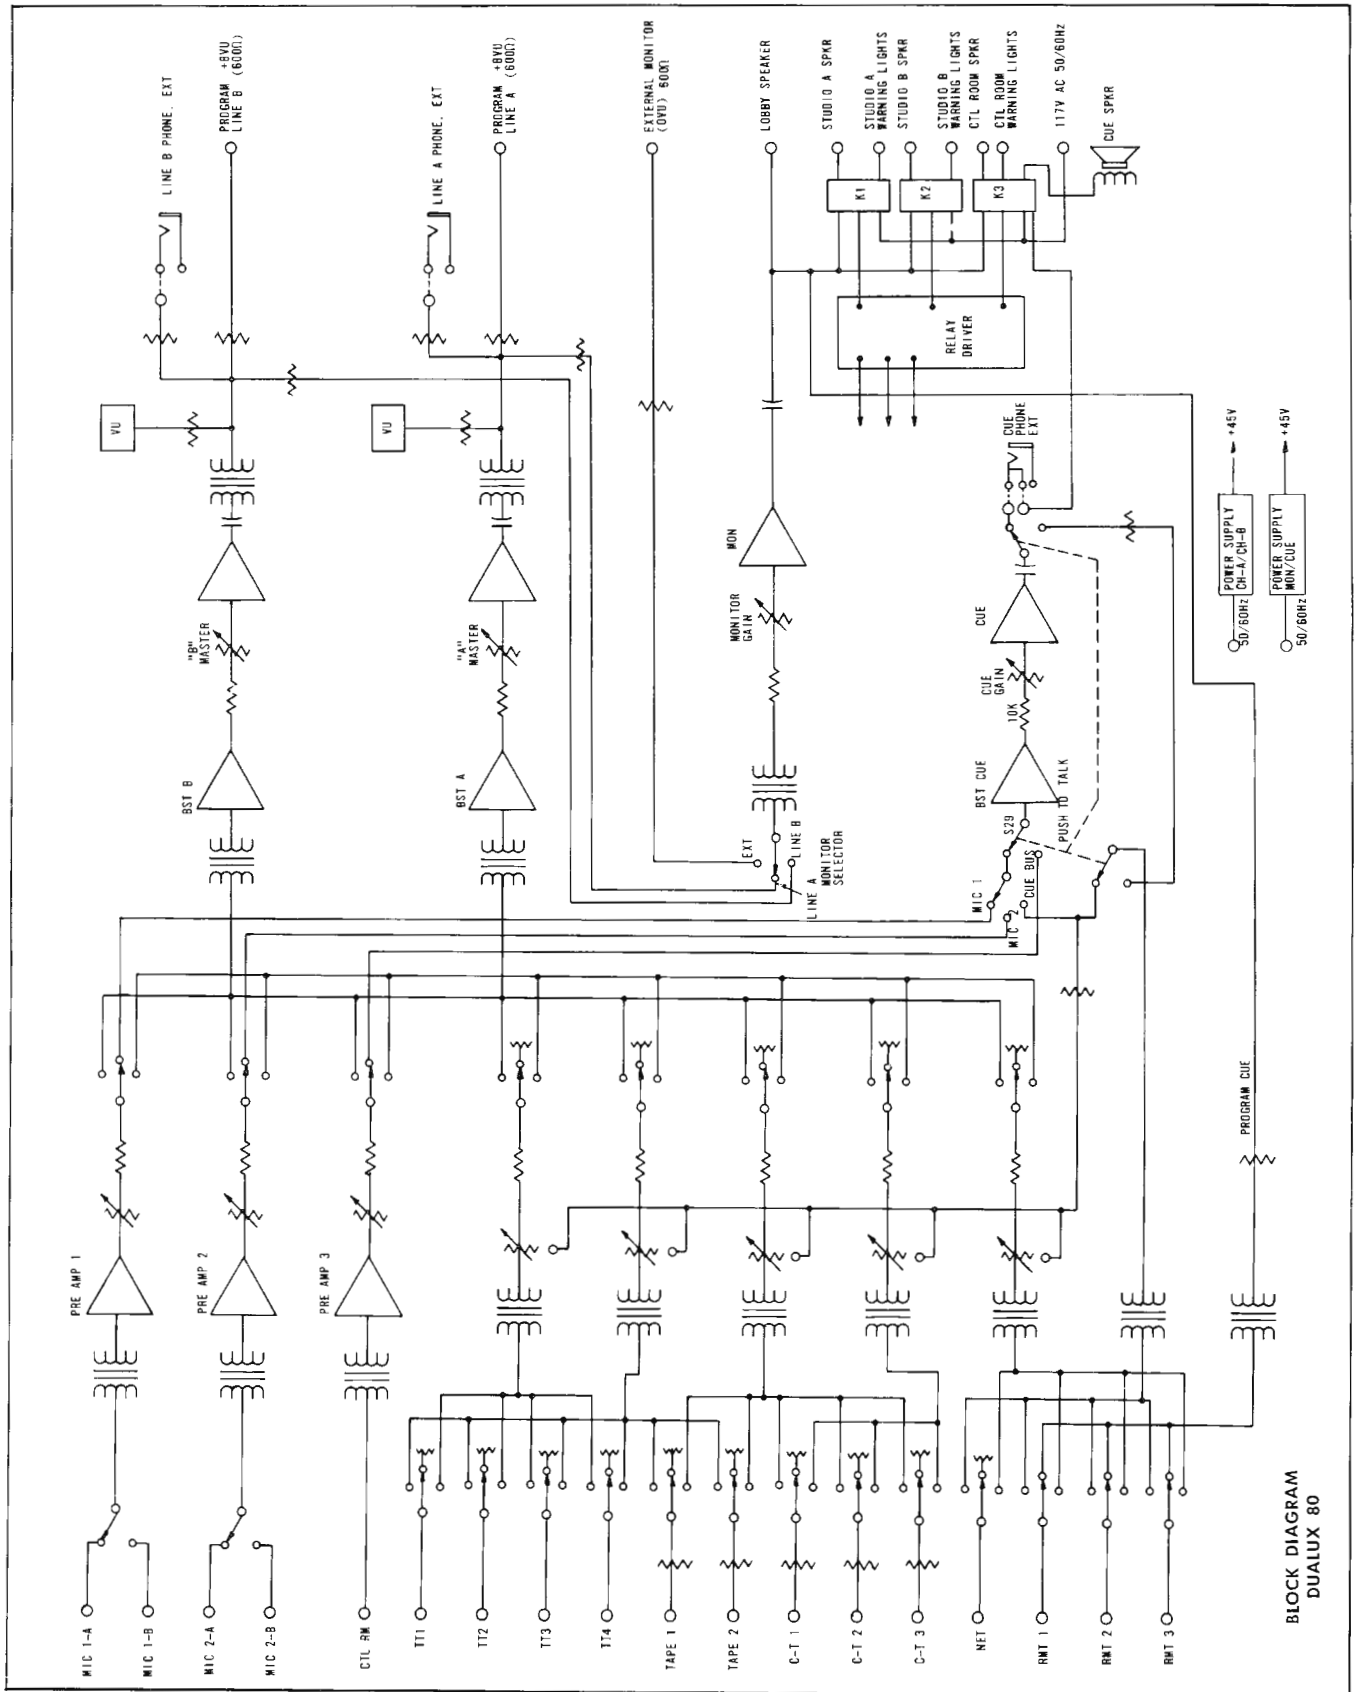 LINE B PHONE, EXT
PROGRAM +8VU
LINE B (600Ω)
LINE A PHONE, EXT
PROGRAM +8VU
LINE A (600Ω)
EXTERNAL MONITOR
(0VU) 600Ω
LOBBY SPEAKER
STUDIO A SPKR
STUDIO A
WARNING LIGHTS
STUDIO B SPKR
STUDIO B
WARNING LIGHTS
CTL ROOM SPKR
CTL ROOM
WARNING LIGHTS
117V AC 50/60Hz
CUE SPKR
K1
K2
K3
RELAY
DRIVER
VU
VU
CUE
PHONE
EXT
+45V
+45V
POWER SUPPLY
CH-A/CH-B
50/60Hz
POWER SUPPLY
MON/CUE
50/60Hz
"B"
MASTER
"A"
MASTER
MON
MONITOR
GAIN
CUE
CUE
GAIN
10K
BST B
BST A
BST CUE
EXT
LINE B
LINE A
MONITOR
SELECTOR
S29
PUSH TO TALK
MIC 1
MIC 2
CUE BUS
PROGRAM CUE
PRE AMP 1
PRE AMP 2
PRE AMP 3
MIC 1-A
MIC 1-B
MIC 2-A
MIC 2-B
CTL RM
TT1
TT2
TT3
TT4
TAPE 1
TAPE 2
C-T 1
C-T 2
C-T 3
NET
RMT 1
RMT 2
RMT 3
BLOCK DIAGRAM
DUALUX 80